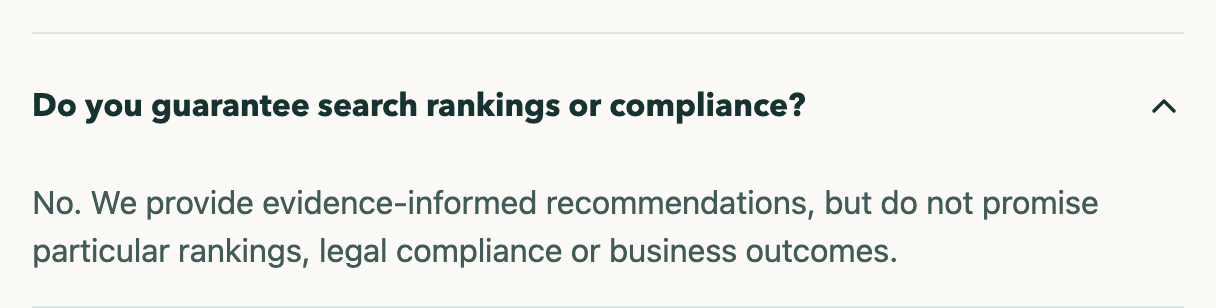 Do you guarantee search rankings or compliance?
No. We provide evidence-informed recommendations, but do not promise
particular rankings, legal compliance or business outcomes.